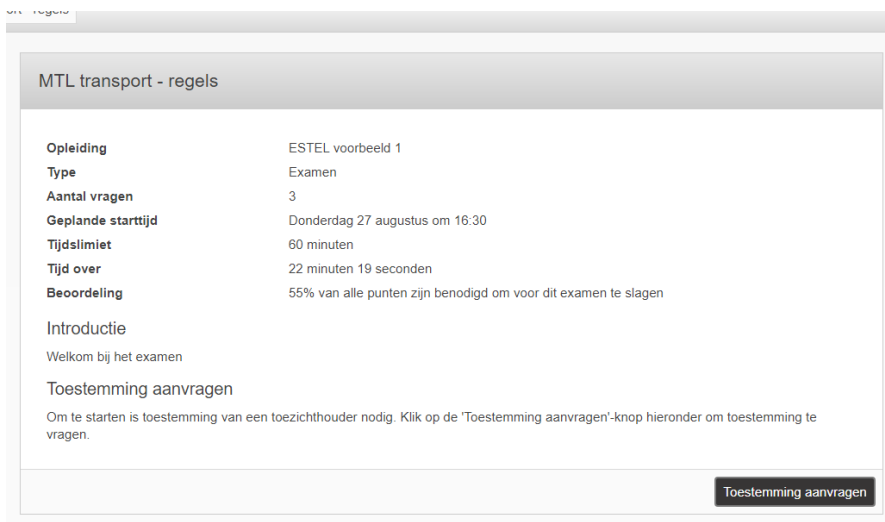 regels
MTL transport - regels
Opleiding ESTEL voorbeeld 1
Type Examen
Aantal vragen 3
Geplande starttijd Donderdag 27 augustus om 16:30
Tijdslimiet 60 minuten
Tijd over 22 minuten 19 seconden
Beoordeling 55% van alle punten zijn benodigd om voor dit examen te slagen
Introductie
Welkom bij het examen
Toestemming aanvragen
Om te starten is toestemming van een toezichthouder nodig. Klik op de 'Toestemming aanvragen'-knop hieronder om toestemming te
vragen.
Toestemming aanvragen